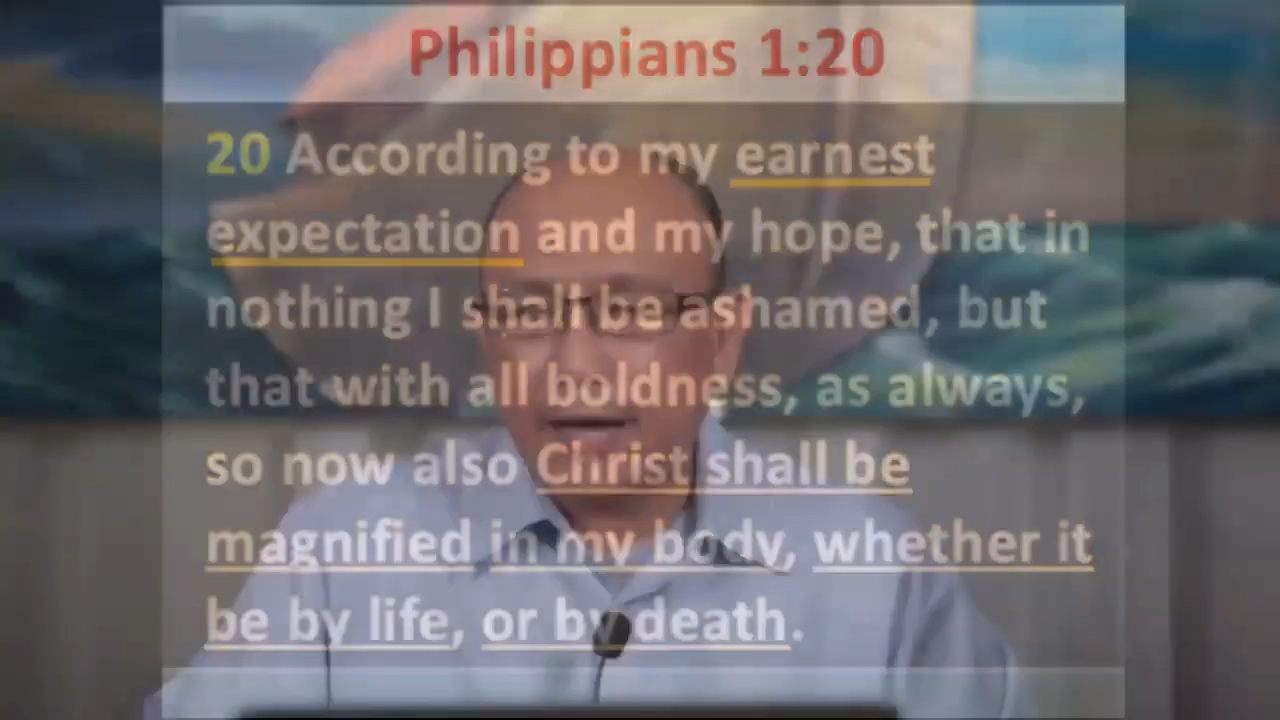 Philippians 1:20
20 According to my earnest
expectation and my hope, that in
nothing I shall be ashamed, but
that with all boldness, as always,
so now also Christ shall be
magnified in my body, whether it
be by life, or by death.